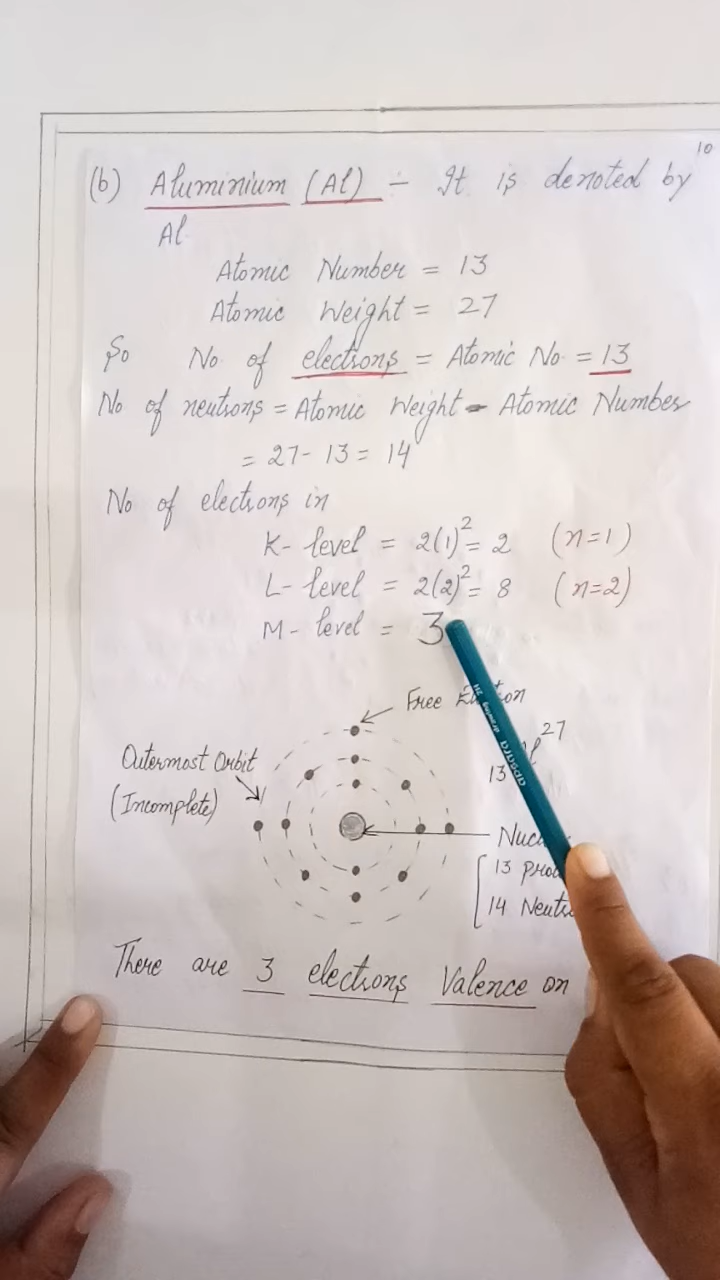 10
(b) Aluminium (Al) ÷ It is denoted by
Al
Atomic Number = 13
Atomic Weight = 27
So No. of electrons = Atomic No. = 13
No of neutrons = Atomic Weight - Atomic Number
= 27 - 13 = 14
No of electrons in
K- level = 2(1)² = 2 (n=1)
L- level = 2(2)² = 8 (n=2)
M- level = 3
Free
Outermost Orbit
(Incomplete)
27
13
apsara
drawing 2H
13
14
There are 3 electrons Valence on